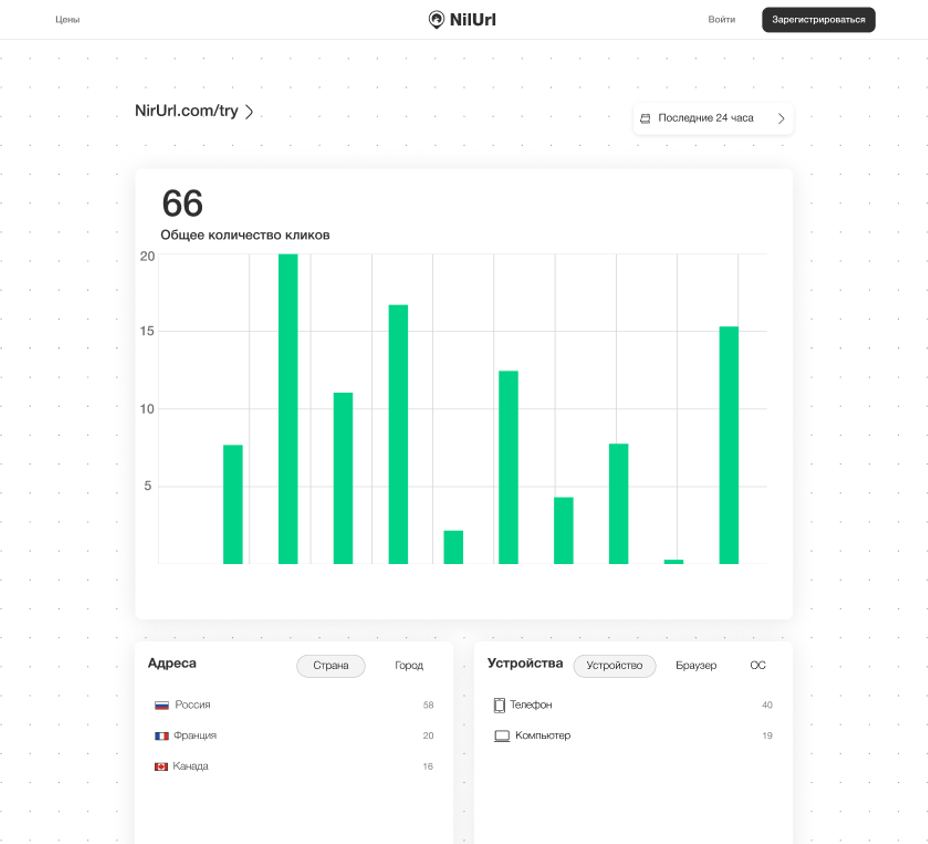 Цены
NilUrl
Войти
Зарегистрироваться
NirUrl.com/try
Последние 24 часа
66
Общее количество кликов
20
15
10
5
Адреса
Страна
Город
Россия 58
Франция 20
Канада 16
Устройства
Устройство
Браузер
ОС
Телефон 40
Компьютер 19